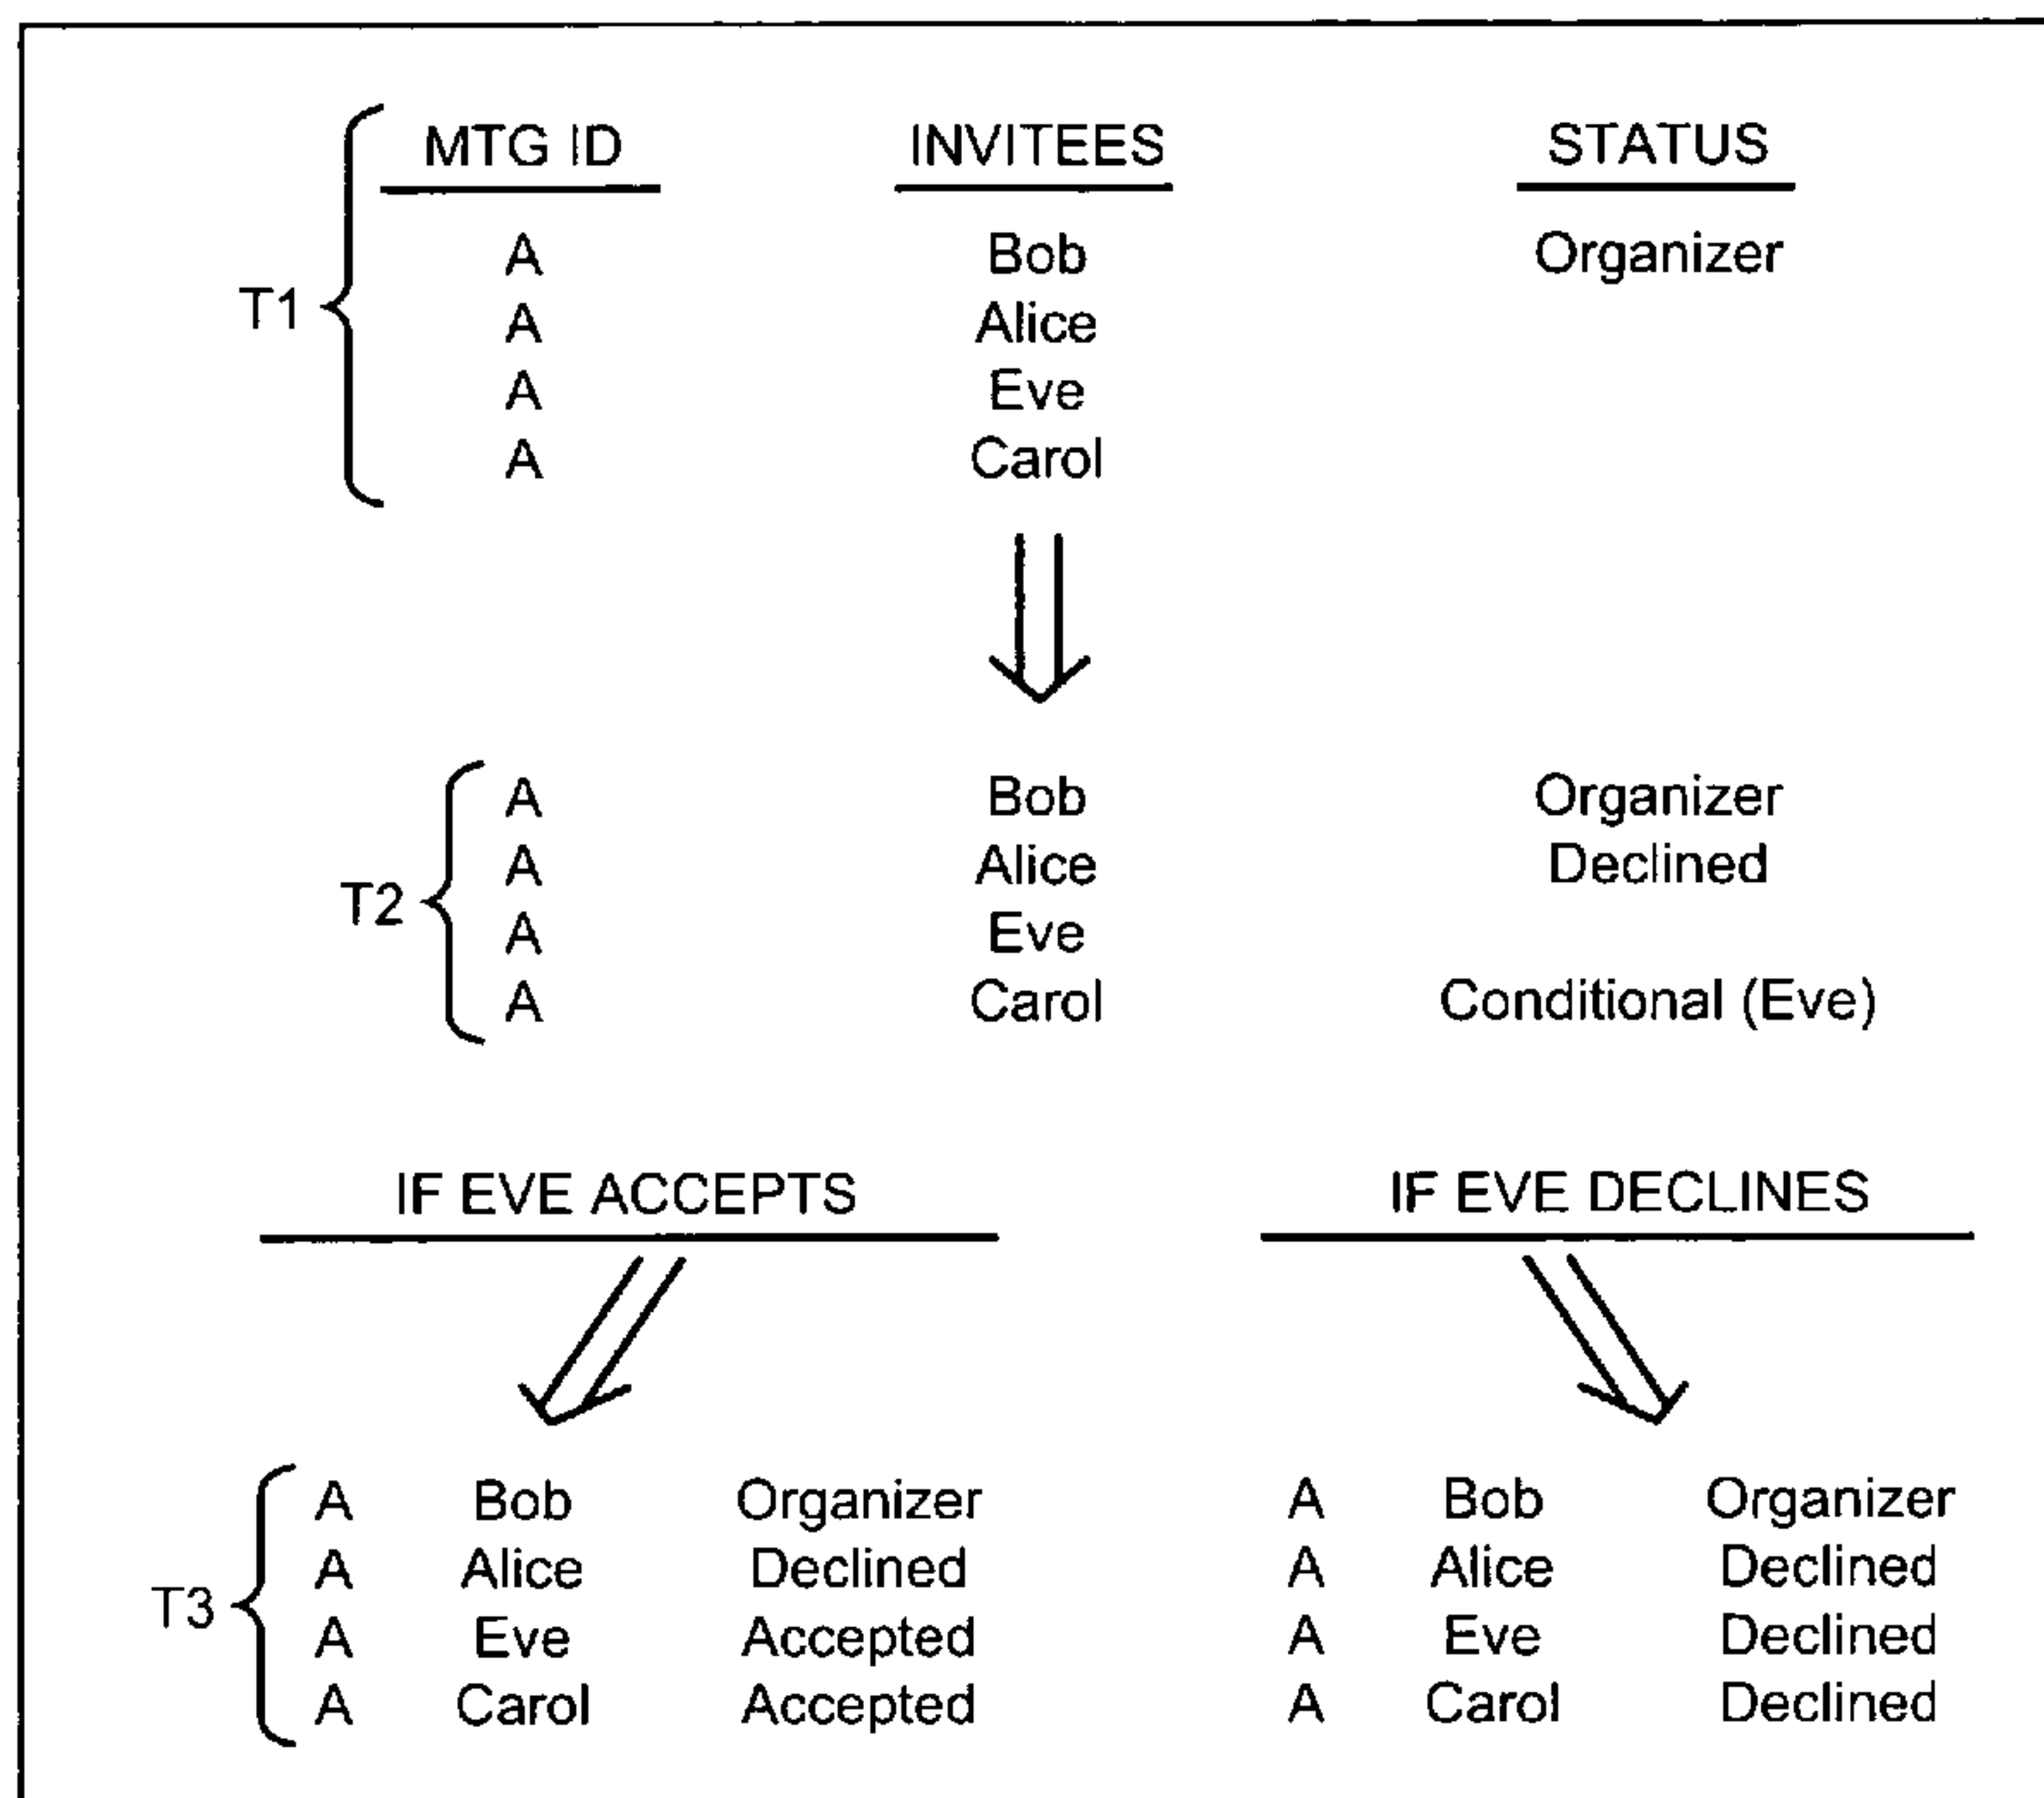 MTG ID INVITEES STATUS
A Bob Organizer
T1
A Alice
A Eve
A Carol
A Bob Organizer
A Alice Declined
T2
A Eve
A Carol Conditional (Eve)
IF EVE ACCEPTS IF EVE DECLINES
A Bob Organizer A Bob Organizer
A Alice Declined A Alice Declined
T3
A Eve Accepted A Eve Declined
A Carol Accepted A Carol Declined